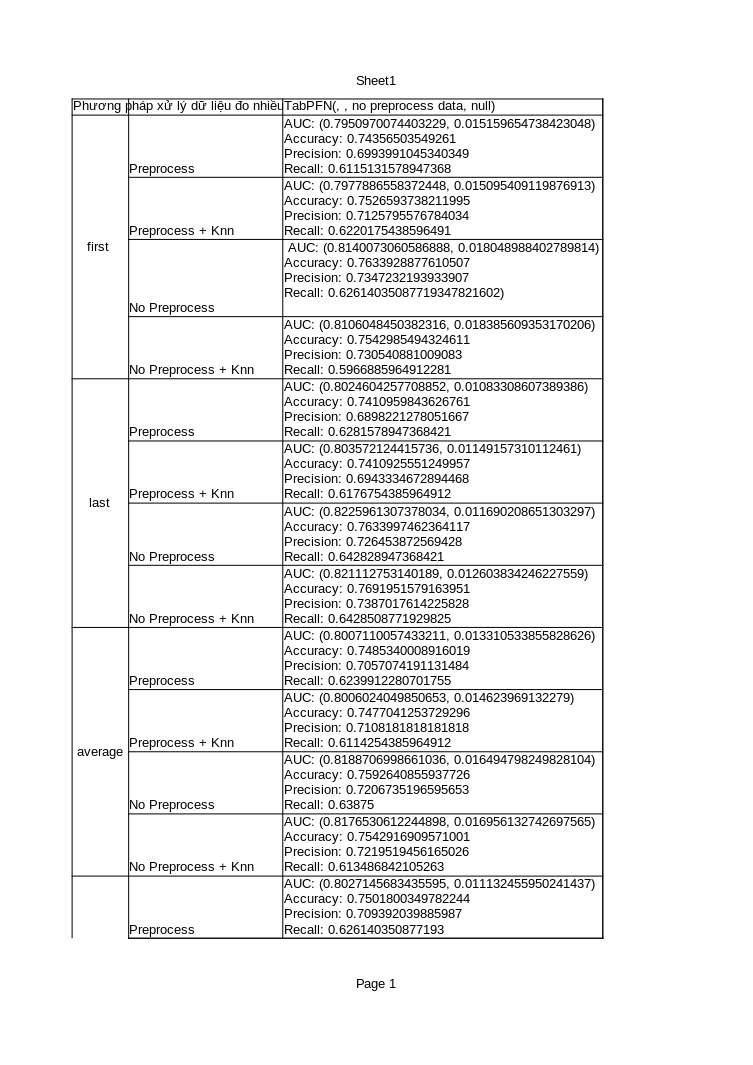 Sheet1
Phương pháp xử lý dữ liệu đo nhiều TabPFN(, , no preprocess data, null)
first
Preprocess
AUC: (0.7950970074403229, 0.015159654738423048)
Accuracy: 0.74356503549261
Precision: 0.6993991045340349
Recall: 0.6115131578947368
Preprocess + Knn
AUC: (0.7977886558372448, 0.015095409119876913)
Accuracy: 0.7526593738211995
Precision: 0.7125795576784034
Recall: 0.6220175438596491
No Preprocess
AUC: (0.8140073060586888, 0.018048988402789814)
Accuracy: 0.7633928877610507
Precision: 0.7347232193933907
Recall: 0.62614035087719347821602)
No Preprocess + Knn
AUC: (0.8106048450382316, 0.018385609353170206)
Accuracy: 0.7542985494324611
Precision: 0.730540881009083
Recall: 0.5966885964912281
last
Preprocess
AUC: (0.8024604257708852, 0.01083308607389386)
Accuracy: 0.7410959843626761
Precision: 0.6898221278051667
Recall: 0.6281578947368421
Preprocess + Knn
AUC: (0.803572124415736, 0.01149157310112461)
Accuracy: 0.7410925551249957
Precision: 0.6943334672894468
Recall: 0.6176754385964912
No Preprocess
AUC: (0.8225961307378034, 0.011690208651303297)
Accuracy: 0.7633997462364117
Precision: 0.726453872569428
Recall: 0.642828947368421
No Preprocess + Knn
AUC: (0.821112753140189, 0.012603834246227559)
Accuracy: 0.7691951579163951
Precision: 0.7387017614225828
Recall: 0.6428508771929825
average
Preprocess
AUC: (0.8007110057433211, 0.013310533855828626)
Accuracy: 0.7485340008916019
Precision: 0.7057074191131484
Recall: 0.6239912280701755
Preprocess + Knn
AUC: (0.8006024049850653, 0.014623969132279)
Accuracy: 0.7477041253729296
Precision: 0.7108181818181818
Recall: 0.6114254385964912
No Preprocess
AUC: (0.8188706998661036, 0.016494798249828104)
Accuracy: 0.7592640855937726
Precision: 0.7206735196595653
Recall: 0.63875
No Preprocess + Knn
AUC: (0.8176530612244898, 0.016956132742697565)
Accuracy: 0.7542916909571001
Precision: 0.7219519456165026
Recall: 0.613486842105263
Preprocess
AUC: (0.8027145683435595, 0.011132455950241437)
Accuracy: 0.7501800349782244
Precision: 0.709392039885987
Recall: 0.626140350877193
Page 1